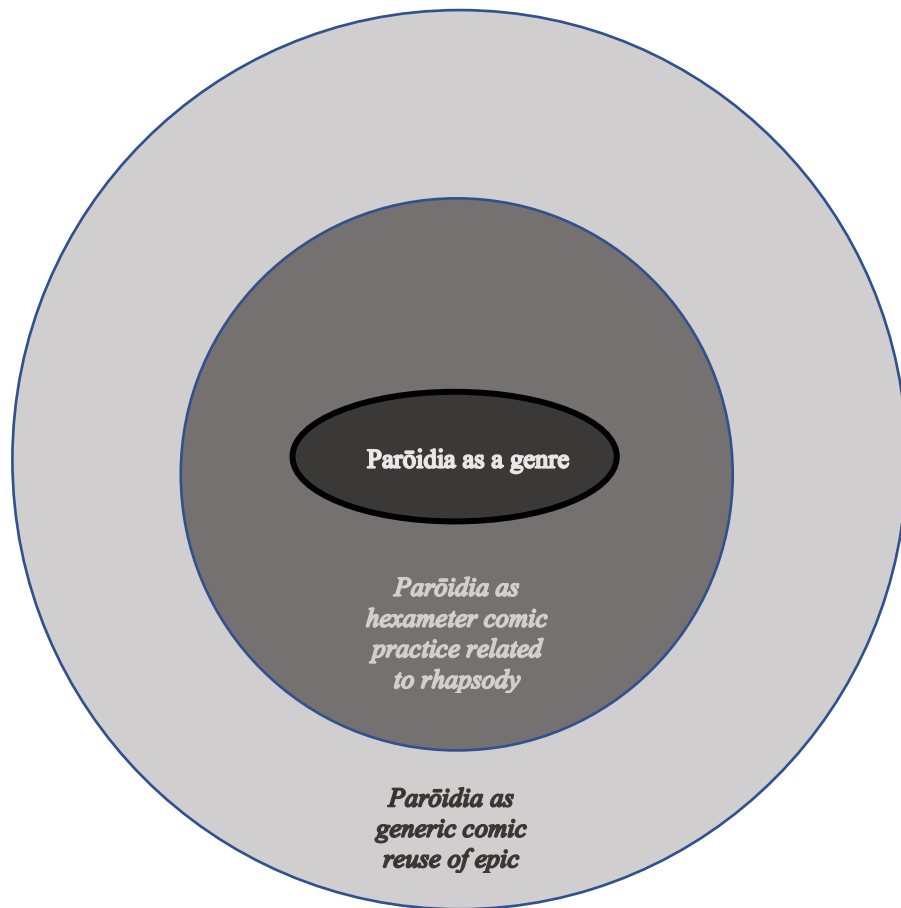 Parōidia as a genre
Parōidia as
hexameter comic
practice related
to rhapsody
Parōidia as
generic comic
reuse of epic